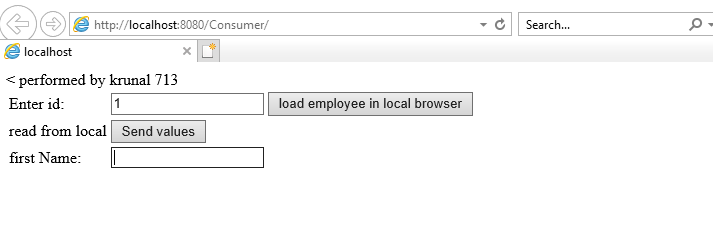 http://localhost:8080/Consumer/
Search...
localhost
< performed by krunal 713
Enter id: 1 load employee in local browser
read from local Send values
first Name: